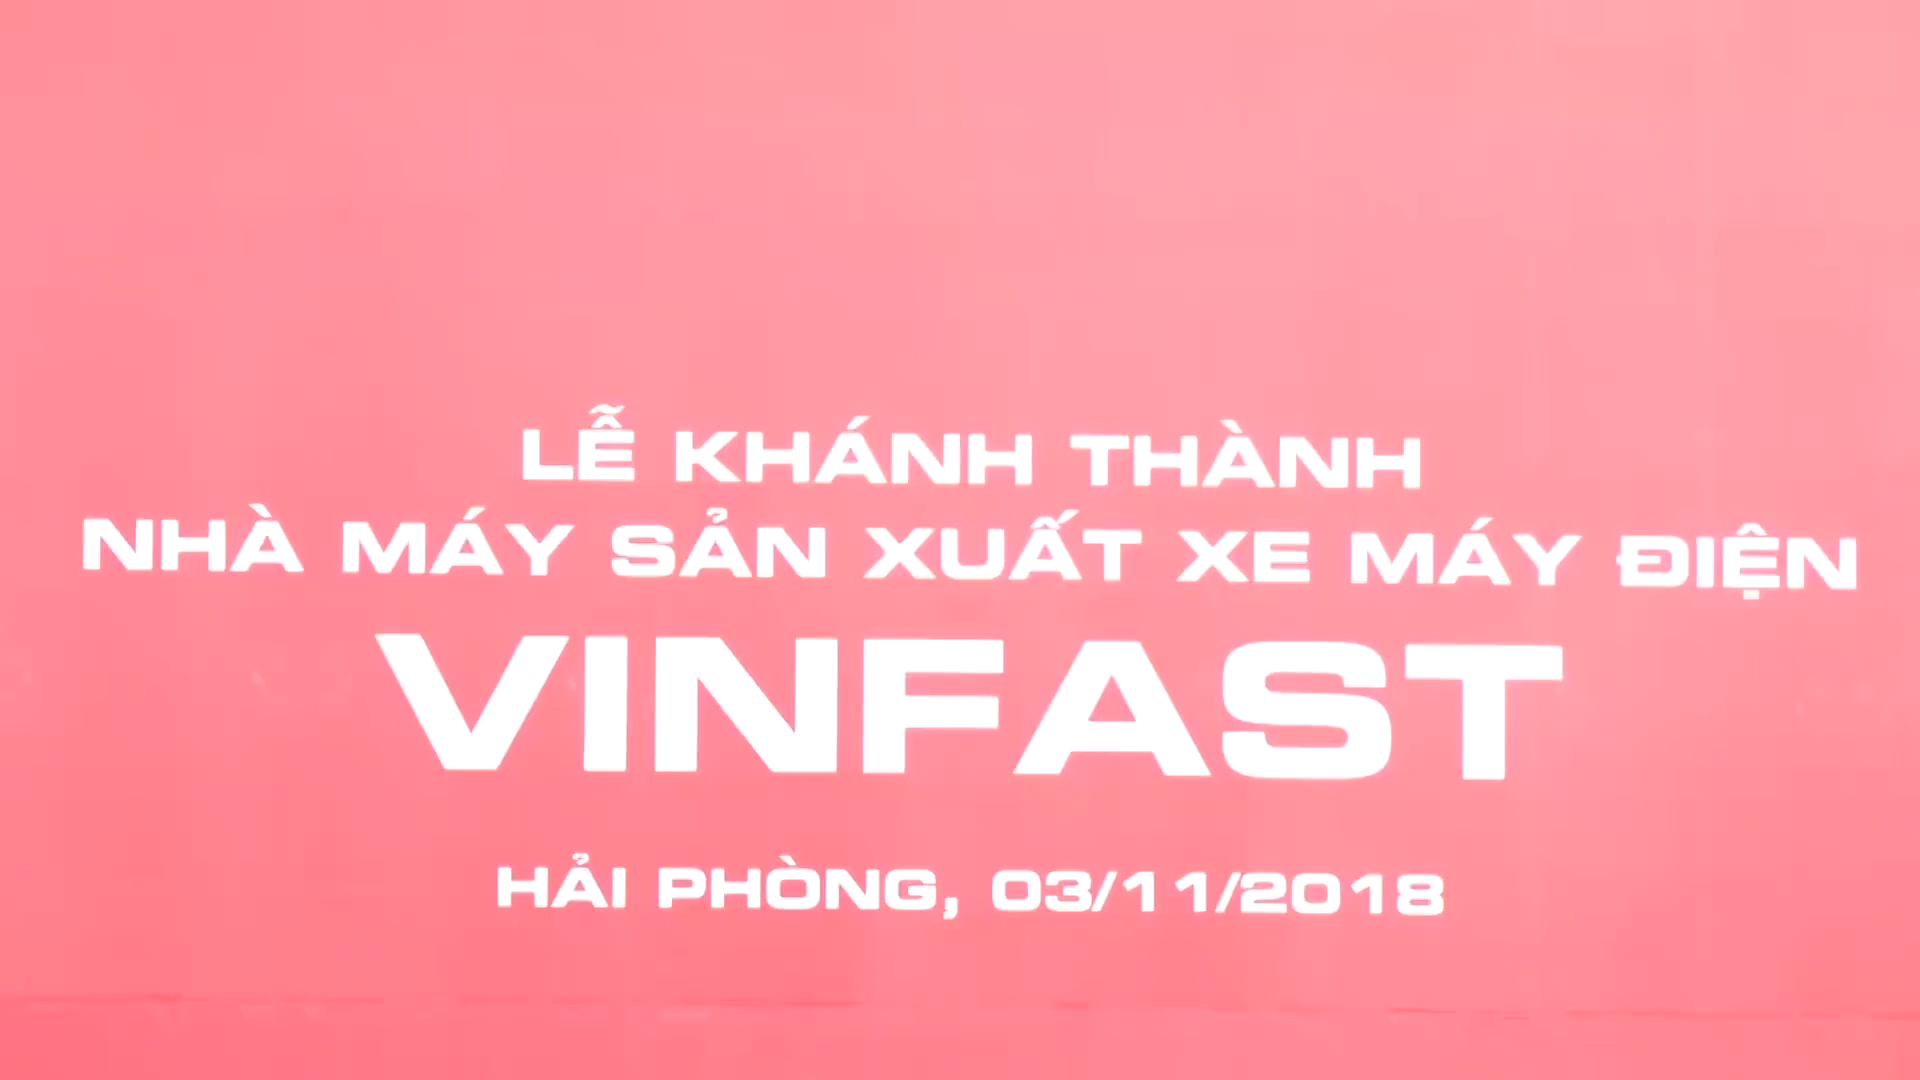 LỄ KHÁNH THÀNH
NHÀ MÁY SẢN XUẤT XE MÁY ĐIỆN
VINFAST
HẢI PHÒNG, 03/11/2018